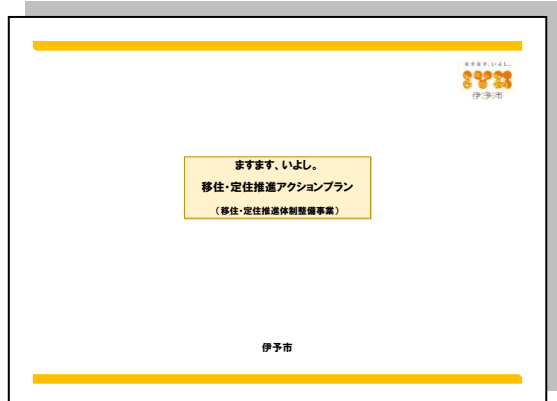 ますます、いよし。
伊予市
ますます、いよし。
移住・定住推進アクションプラン
（移住・定住推進体制整備事業）
伊予市